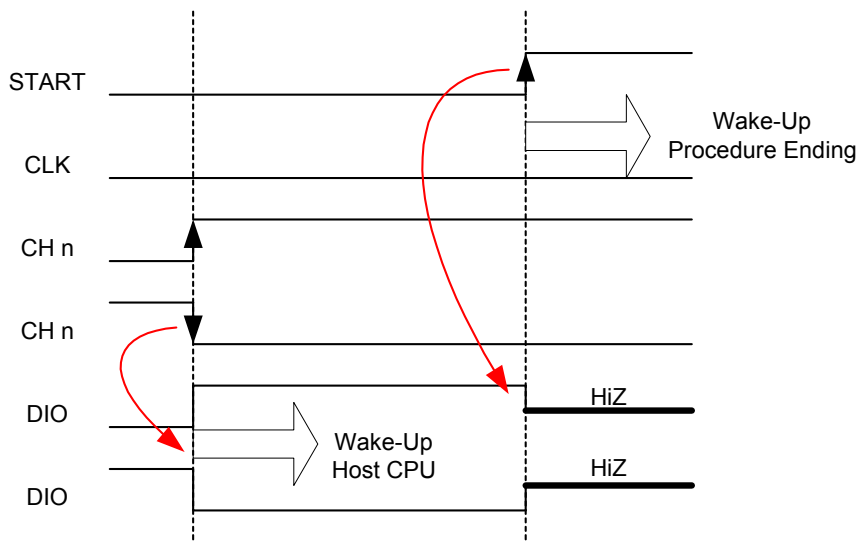 START
Wake-Up
Procedure Ending
CLK
CH n
CH n
HiZ
DIO
Wake-Up
Host CPU
HiZ
DIO